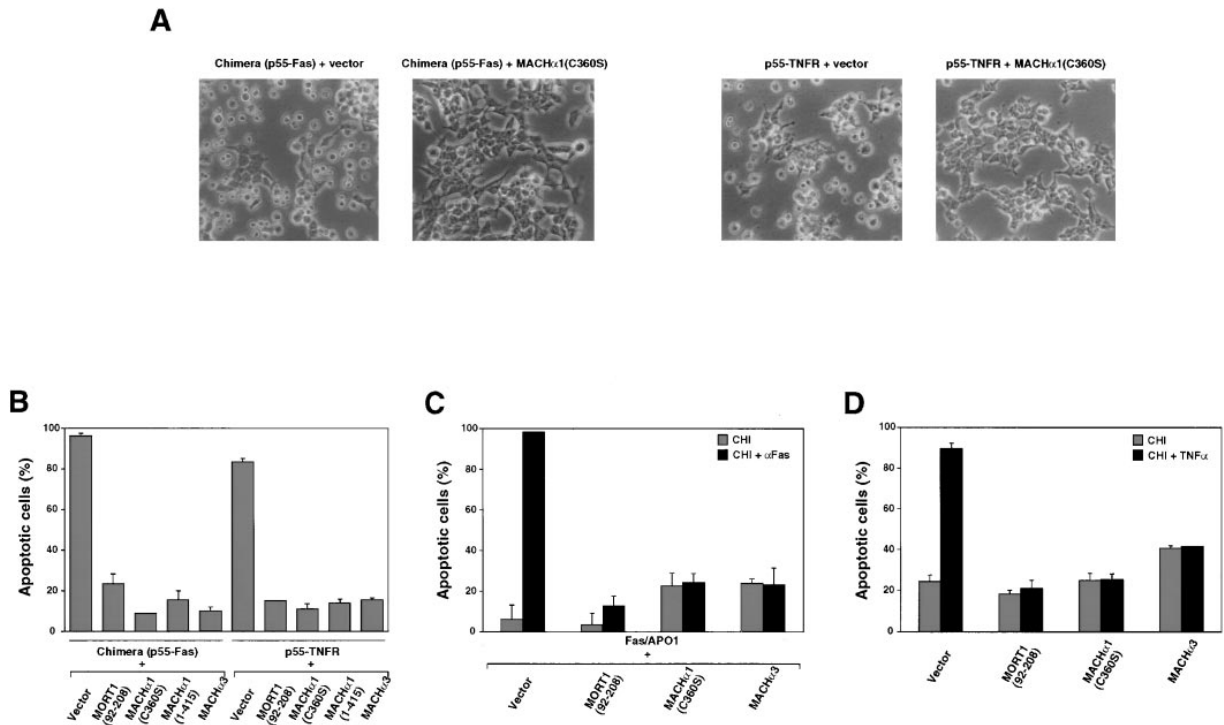 A
Chimera (p55-Fas) + vector
Chimera (p55-Fas) + MACHα1(C360S)
p55-TNFR + vector
p55-TNFR + MACHα1(C360S)
B
Apoptotic cells (%)
100
80
60
40
20
0
Chimera (p55-Fas)
+
p55-TNFR
+
Vector
MORT1
(92-208)
MACHα1
(C360S)
MACHα1
(1-415)
MACHα3
Vector
MORT1
(92-208)
MACHα1
(C360S)
MACHα1
(1-415)
MACHα3
C
Apoptotic cells (%)
100
80
60
40
20
0
CHI
CHI + αFas
Fas/APO1
+
Vector
MORT1
(92-208)
MACHα1
(C360S)
MACHα3
D
Apoptotic cells (%)
100
80
60
40
20
0
CHI
CHI + TNFα
Vector
MORT1
(92-208)
MACHα1
(C360S)
MACHα3